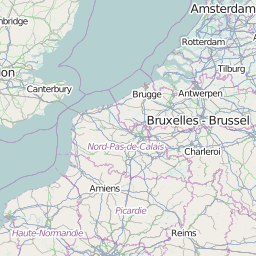 Amsterdam
nbridge
Rotterdam
Tilburg
on
Canterbury
Brugge
Antwerpen
Bruxelles - Brussel
Nord-Pas-de-Calais
Charleroi
Amiens
Picardie
Haute-Normandie
Reims